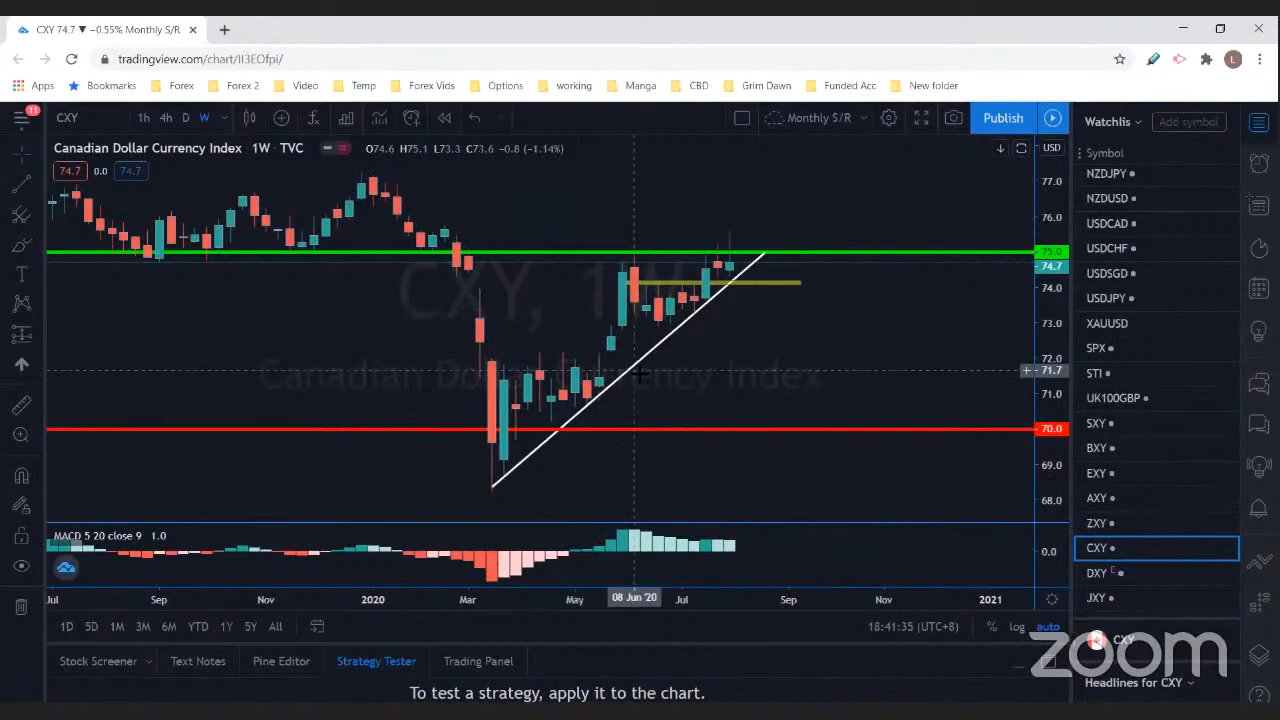 CXY 74.7 ▼ −0.55% Monthly S/R
tradingview.com/chart/II3EOfpi/
L
Apps Bookmarks Forex Forex 2 Video Temp Forex Vids Options working Manga CBD Grim Dawn Funded Acc New folder
11
CXY 1h 4h D W Monthly S/R Publish
Watchlis Add symbol
Canadian Dollar Currency Index · 1W · TVC O74.6 H75.1 L73.3 C73.6 −0.8 (−1.14%) USD
74.7 0.0 74.7
Symbol
NZDJPY
NZDUSD
USDCAD
USDCHF
USDSGD
USDJPY
XAUUSD
SPX
STI
UK100GBP
SXY
BXY
EXY
AXY
ZXY
CXY
DXY E
JXY
CXY
Headlines for CXY
CXY, 1W
Canadian Dollar Currency Index
77.0
76.0
75.0
74.7
74.0
73.0
72.0
71.7
71.0
70.0
69.0
68.0
MACD 5 20 close 9 1.0
0.0
Jul Sep Nov 2020 Mar May 08 Jun '20 Jul Sep Nov 2021
1D 5D 1M 3M 6M YTD 1Y 5Y All 18:41:35 (UTC+8) % log auto
Stock Screener Text Notes Pine Editor Strategy Tester Trading Panel
To test a strategy, apply it to the chart.
zoom